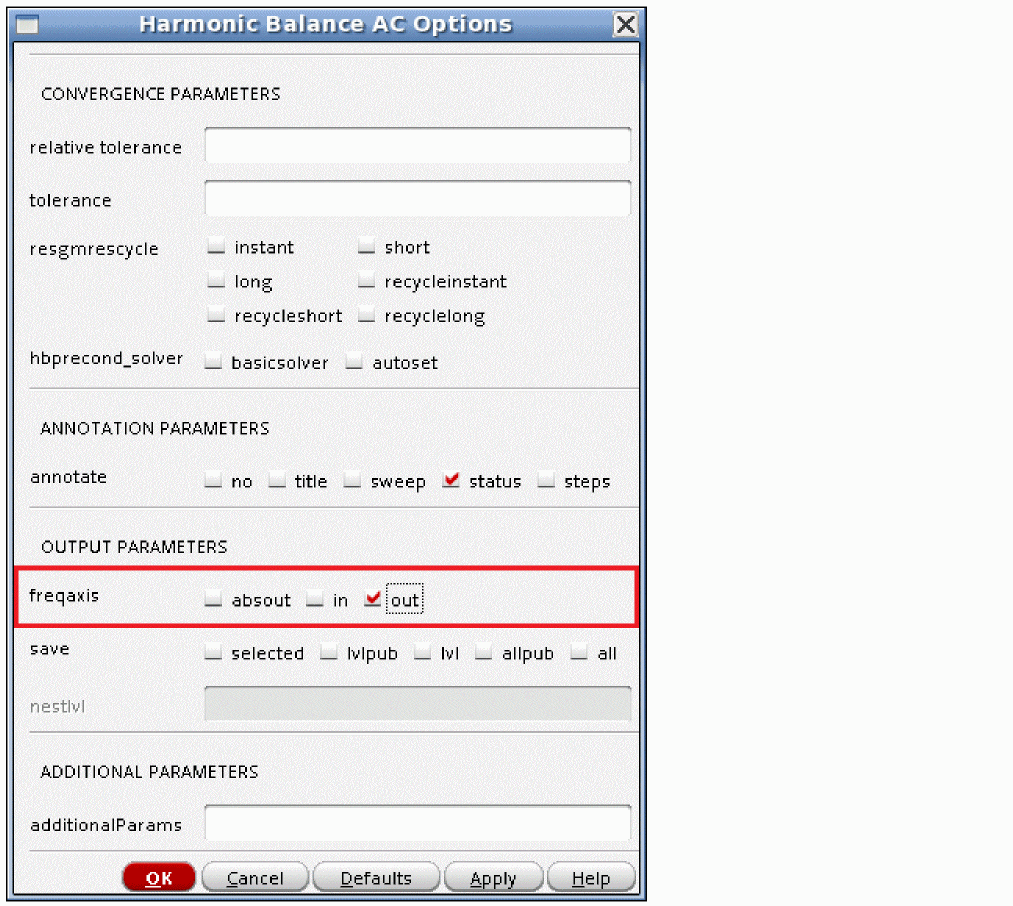 Harmonic Balance AC Options
CONVERGENCE PARAMETERS
relative tolerance
tolerance
resgmrescycle instant short
long recycleinstant
recycleshort recyclelong
hbprecond_solver basicsolver autoset
ANNOTATION PARAMETERS
annotate no title sweep status steps
OUTPUT PARAMETERS
freqaxis absout in out
save selected lvlpub lvl allpub all
nestlvl
ADDITIONAL PARAMETERS
additionalParams
OK Cancel Defaults Apply Help